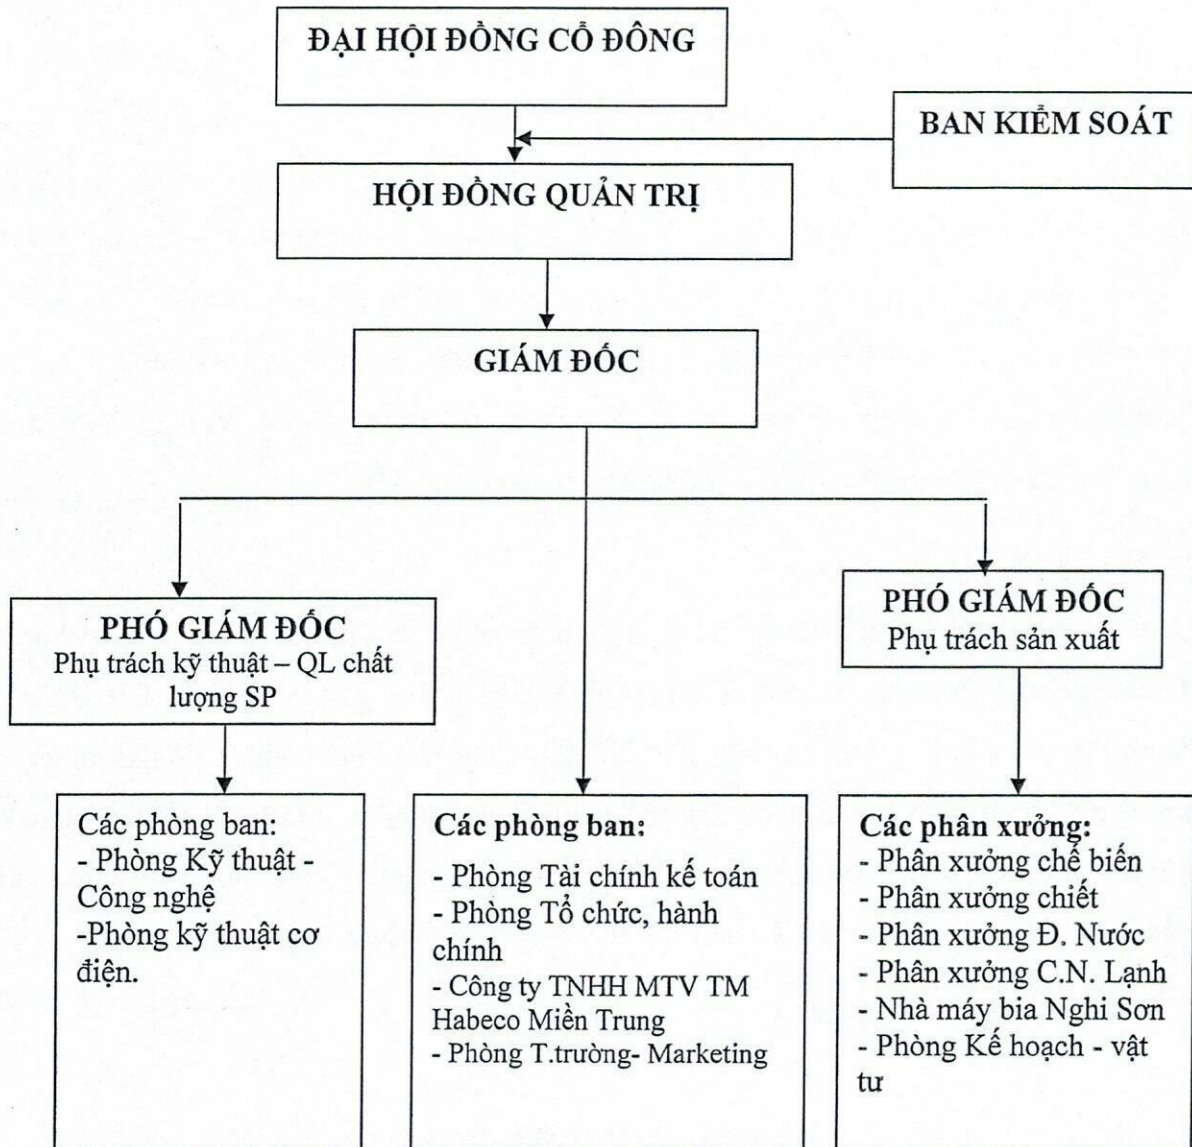 ĐẠI HỘI ĐỒNG CỔ ĐÔNG
BAN KIỂM SOÁT
HỘI ĐỒNG QUẢN TRỊ
GIÁM ĐỐC
PHÓ GIÁM ĐỐC
Phụ trách kỹ thuật – QL chất
lượng SP
PHÓ GIÁM ĐỐC
Phụ trách sản xuất
Các phòng ban:
- Phòng Kỹ thuật -
Công nghệ
-Phòng kỹ thuật cơ
điện.
Các phòng ban:
- Phòng Tài chính kế toán
- Phòng Tổ chức, hành
chính
- Công ty TNHH MTV TM
Habeco Miền Trung
- Phòng T.trường- Marketing
Các phân xưởng:
- Phân xưởng chế biến
- Phân xưởng chiết
- Phân xưởng Đ. Nước
- Phân xưởng C.N. Lạnh
- Nhà máy bia Nghi Sơn
- Phòng Kế hoạch - vật
tư